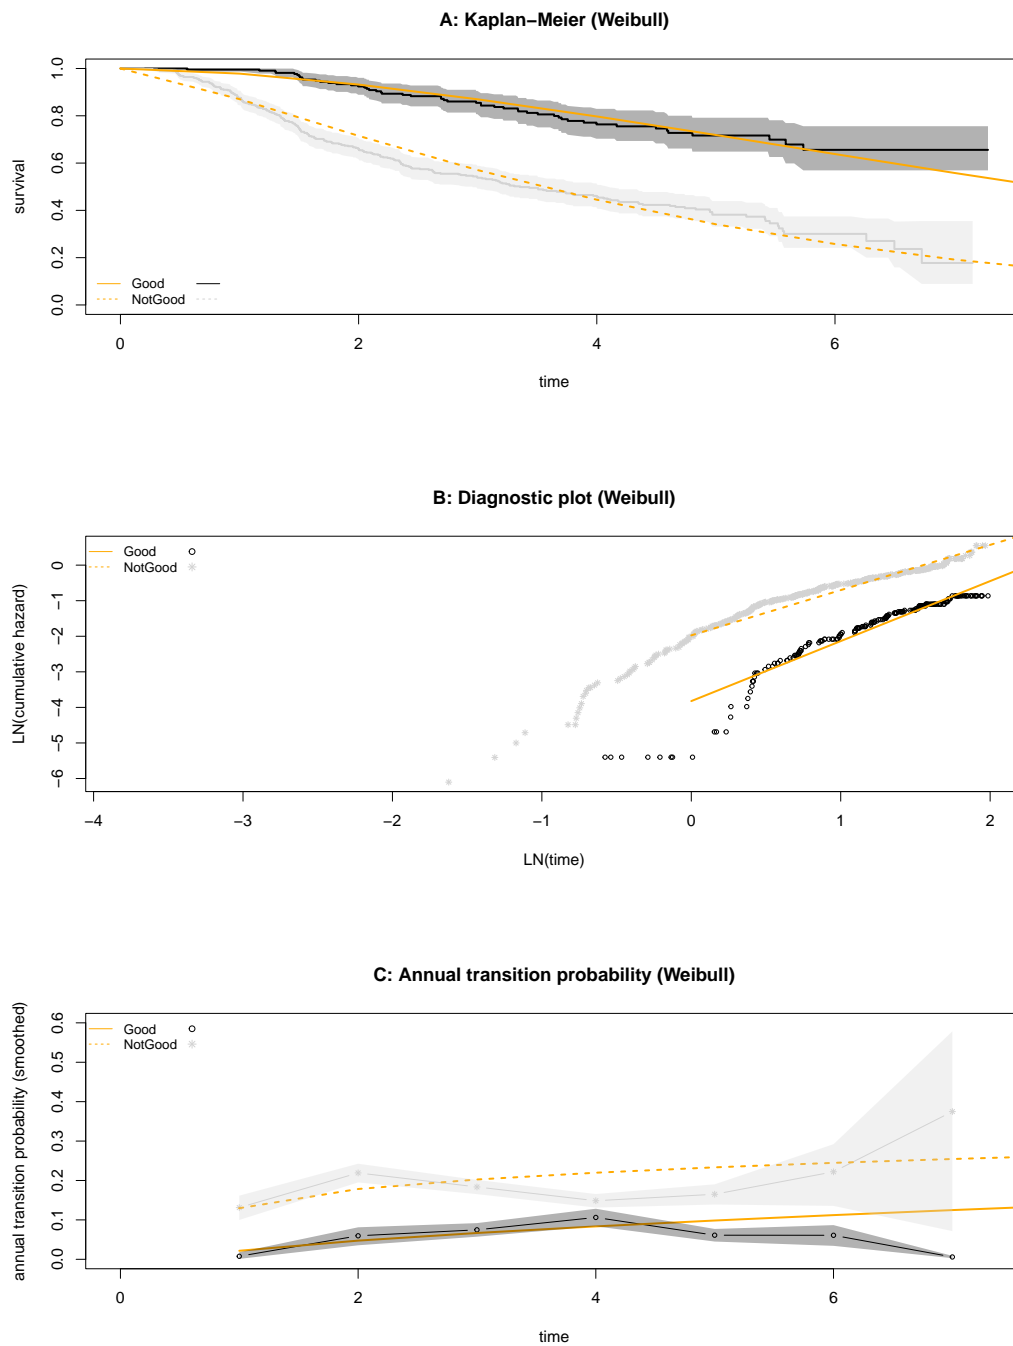 A: Kaplan−Meier (Weibull)
survival
1.0
0.8
0.6
0.4
0.2
0.0
Good
NotGood
0 2 4 6
time
B: Diagnostic plot (Weibull)
LN(cumulative hazard)
0
−1
−2
−3
−4
−5
−6
Good
NotGood
−4 −3 −2 −1 0 1 2
LN(time)
C: Annual transition probability (Weibull)
annual transition probability (smoothed)
0.6
0.5
0.4
0.3
0.2
0.1
0.0
Good
NotGood
0 2 4 6
time